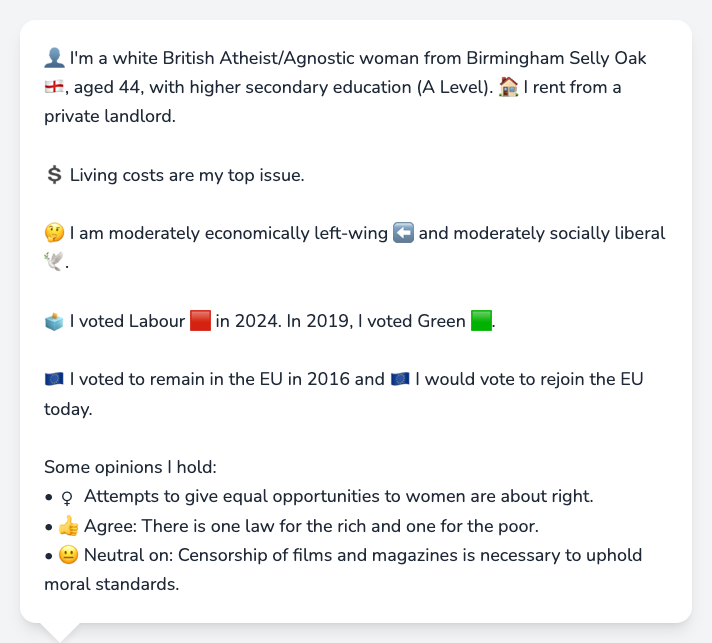 👤 I'm a white British Atheist/Agnostic woman from Birmingham Selly Oak
🏴󠁧󠁢󠁥󠁮󠁧󠁿, aged 44, with higher secondary education (A Level). 🏠 I rent from a
private landlord.
💲 Living costs are my top issue.
🤔 I am moderately economically left-wing ⬅️ and moderately socially liberal
🕊️.
🗳️ I voted Labour 🟥 in 2024. In 2019, I voted Green 🟩.
🇪🇺 I voted to remain in the EU in 2016 and 🇪🇺 I would vote to rejoin the EU
today.
Some opinions I hold:
• ♀ Attempts to give equal opportunities to women are about right.
• 👍 Agree: There is one law for the rich and one for the poor.
• 😐 Neutral on: Censorship of films and magazines is necessary to uphold
moral standards.